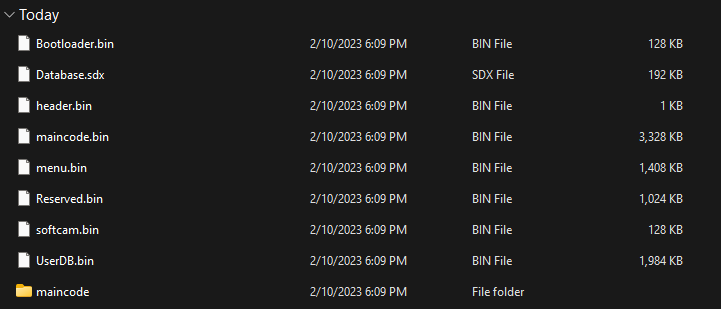 Today
Bootloader.bin 2/10/2023 6:09 PM BIN File 128 KB
Database.sdx 2/10/2023 6:09 PM SDX File 192 KB
header.bin 2/10/2023 6:09 PM BIN File 1 KB
maincode.bin 2/10/2023 6:09 PM BIN File 3,328 KB
menu.bin 2/10/2023 6:09 PM BIN File 1,408 KB
Reserved.bin 2/10/2023 6:09 PM BIN File 1,024 KB
softcam.bin 2/10/2023 6:09 PM BIN File 128 KB
UserDB.bin 2/10/2023 6:09 PM BIN File 1,984 KB
maincode 2/10/2023 6:09 PM File folder